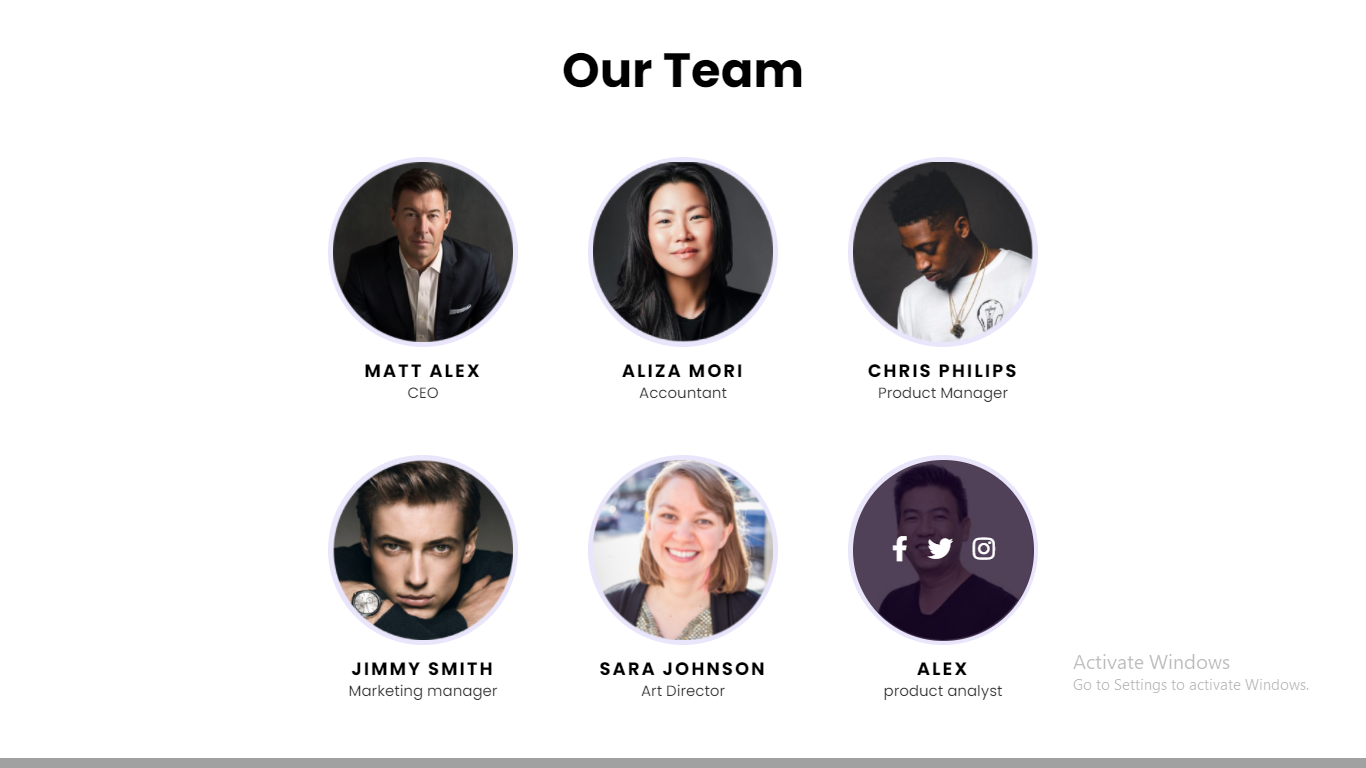 Our Team
MATT ALEX
CEO
ALIZA MORI
Accountant
CHRIS PHILIPS
Product Manager
JIMMY SMITH
Marketing manager
SARA JOHNSON
Art Director
ALEX
product analyst
Activate Windows
Go to Settings to activate Windows.